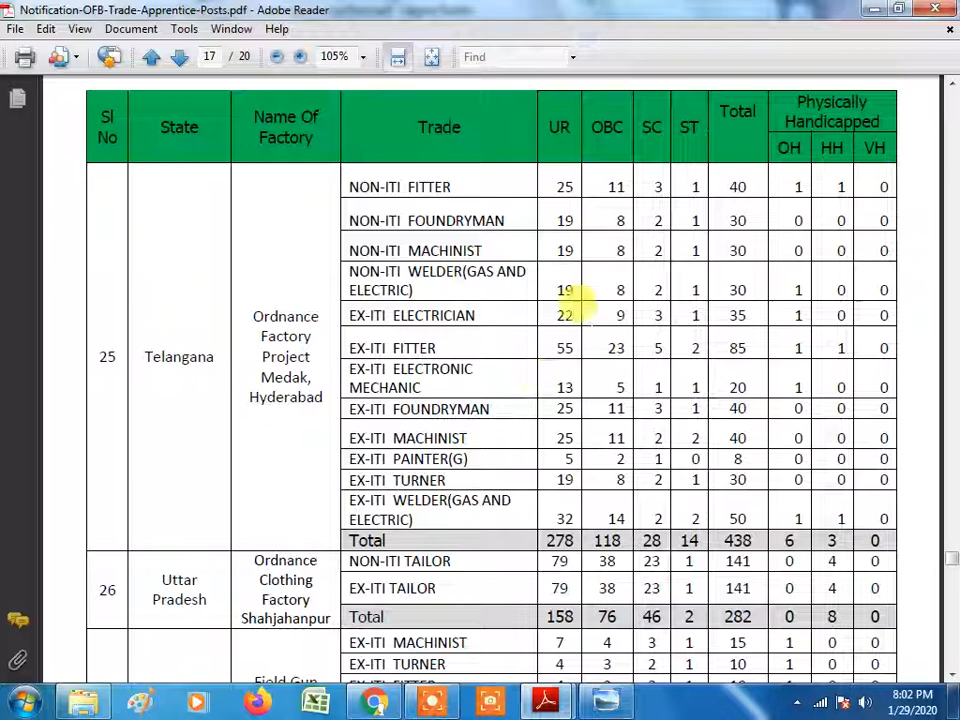 Notification-OFB-Trade-Apprentice-Posts.pdf - Adobe Reader
File Edit View Document Tools Window Help
17 / 20 105% Find
Sl No State Name Of Factory Trade UR OBC SC ST Total Physically Handicapped
OH HH VH
NON-ITI FITTER 25 11 3 1 40 1 1 0
NON-ITI FOUNDRYMAN 19 8 2 1 30 0 0 0
NON-ITI MACHINIST 19 8 2 1 30 0 0 0
NON-ITI WELDER(GAS AND
ELECTRIC) 19 8 2 1 30 1 0 0
EX-ITI ELECTRICIAN 22 9 3 1 35 1 0 0
25 Telangana
Ordnance
Factory
Project
Medak,
Hyderabad
EX-ITI FITTER 55 23 5 2 85 1 1 0
EX-ITI ELECTRONIC
MECHANIC 13 5 1 1 20 1 0 0
EX-ITI FOUNDRYMAN 25 11 3 1 40 0 0 0
EX-ITI MACHINIST 25 11 2 2 40 0 0 0
EX-ITI PAINTER(G) 5 2 1 0 8 0 0 0
EX-ITI TURNER 19 8 2 1 30 0 0 0
EX-ITI WELDER(GAS AND
ELECTRIC) 32 14 2 2 50 1 1 0
Total 278 118 28 14 438 6 3 0
26 Uttar
Pradesh
Ordnance
Clothing
Factory
Shahjahanpur
NON-ITI TAILOR 79 38 23 1 141 0 4 0
EX-ITI TAILOR 79 38 23 1 141 0 4 0
Total 158 76 46 2 282 0 8 0
EX-ITI MACHINIST 7 4 3 1 15 1 0 0
EX-ITI TURNER 4 3 2 1 10 1 0 0
Field Gun
8:02 PM
1/29/2020